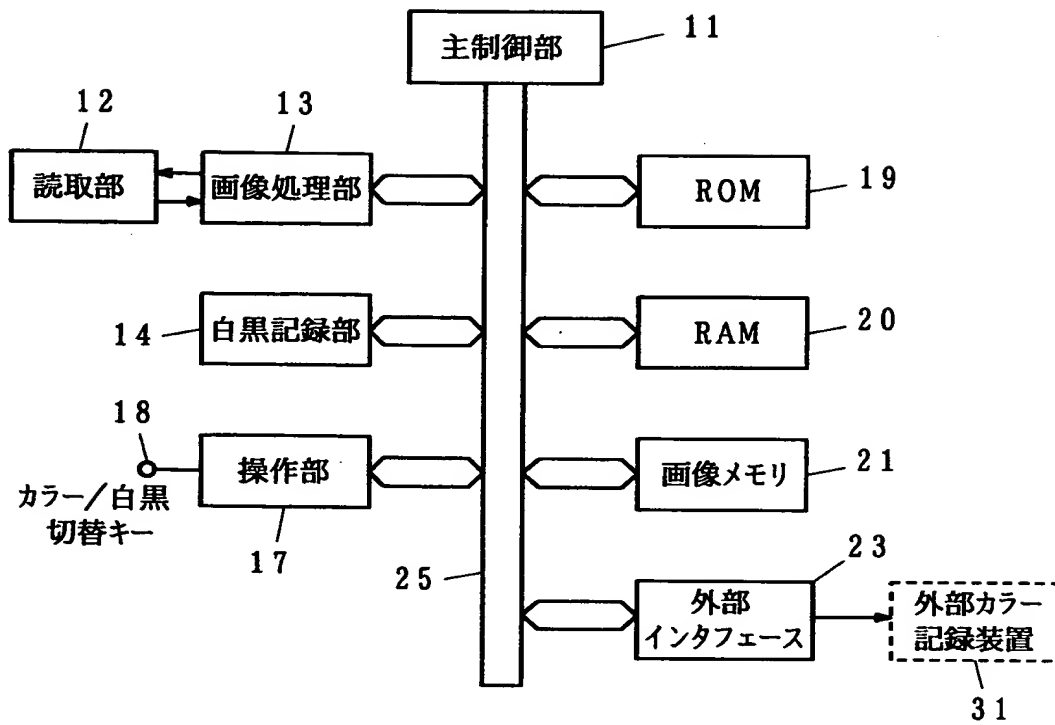 主制御部
11
12
13
読取部
画像処理部
ROM
19
14
白黒記録部
RAM
20
18
カラー/白黒
切替キー
操作部
17
画像メモリ
21
25
23
外部
インタフェース
外部カラー
記録装置
31